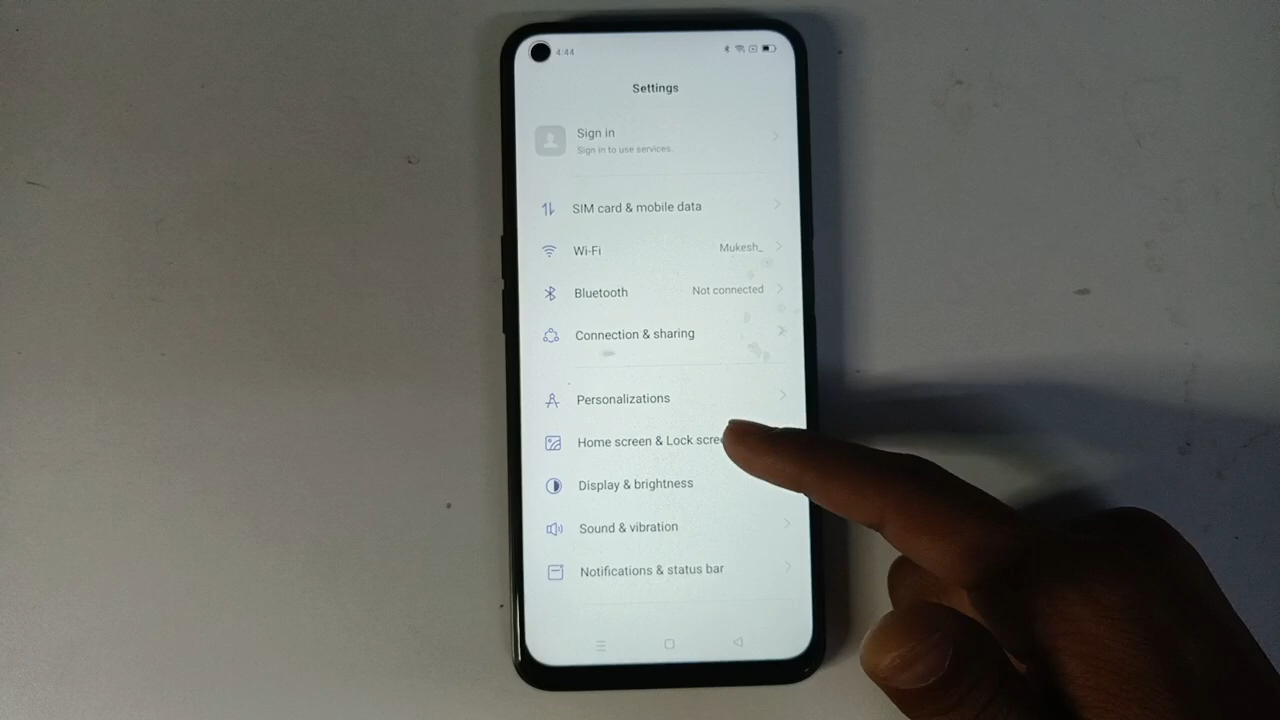 4:44
Settings
Sign in
Sign in to use services.
SIM card & mobile data
Wi-Fi Mukesh_
Bluetooth Not connected
Connection & sharing
Personalizations
Home screen & Lock scre
Display & brightness
Sound & vibration
Notifications & status bar